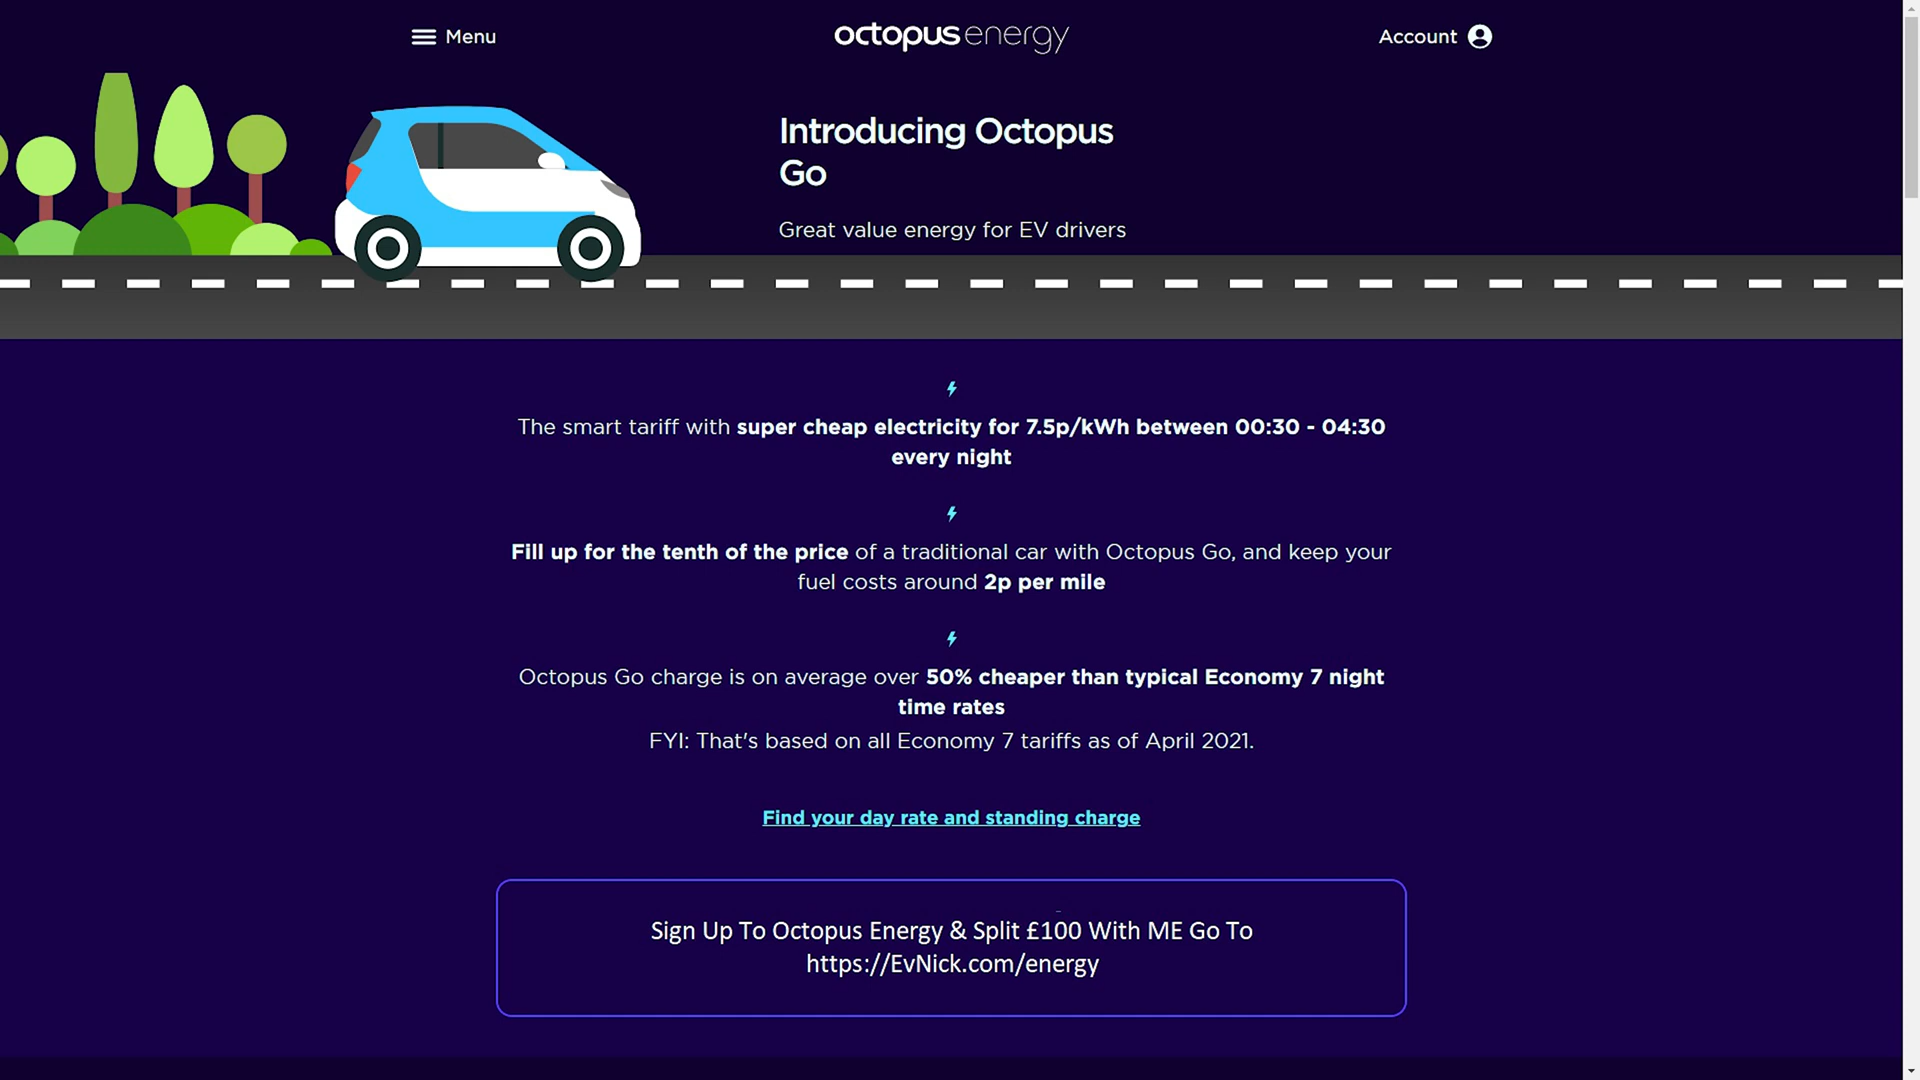 Menu
octopus energy
Account
Introducing Octopus
Go
Great value energy for EV drivers
The smart tariff with super cheap electricity for 7.5p/kWh between 00:30 - 04:30
every night
Fill up for the tenth of the price of a traditional car with Octopus Go, and keep your
fuel costs around 2p per mile
Octopus Go charge is on average over 50% cheaper than typical Economy 7 night
time rates
FYI: That's based on all Economy 7 tariffs as of April 2021.
Find your day rate and standing charge
Sign Up To Octopus Energy & Split £100 With ME Go To
https://EvNick.com/energy